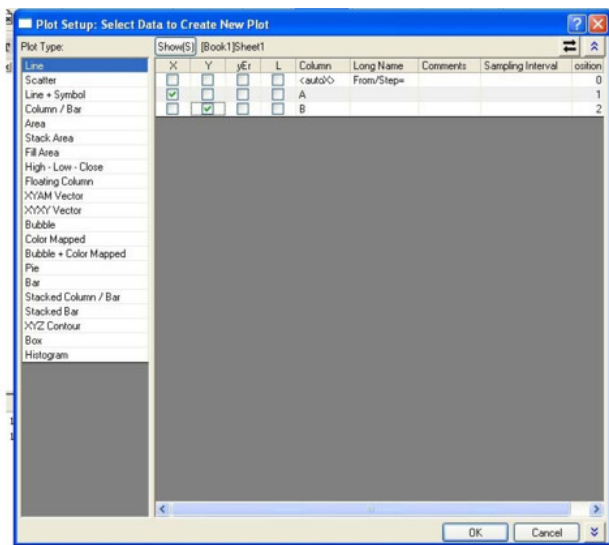 Plot Setup: Select Data to Create New Plot
Plot Type:
Show(S) [Book1]Sheet1
Line
Scatter
Line + Symbol
Column / Bar
Area
Stack Area
Fill Area
High - Low - Close
Floating Column
XYAM Vector
XYXY Vector
Bubble
Color Mapped
Bubble + Color Mapped
Pie
Bar
Stacked Column / Bar
Stacked Bar
XYZ Contour
Box
Histogram
X Y yEr L Column Long Name Comments Sampling Interval osition
<autoX> From/Step= 0
A 1
B 2
OK Cancel